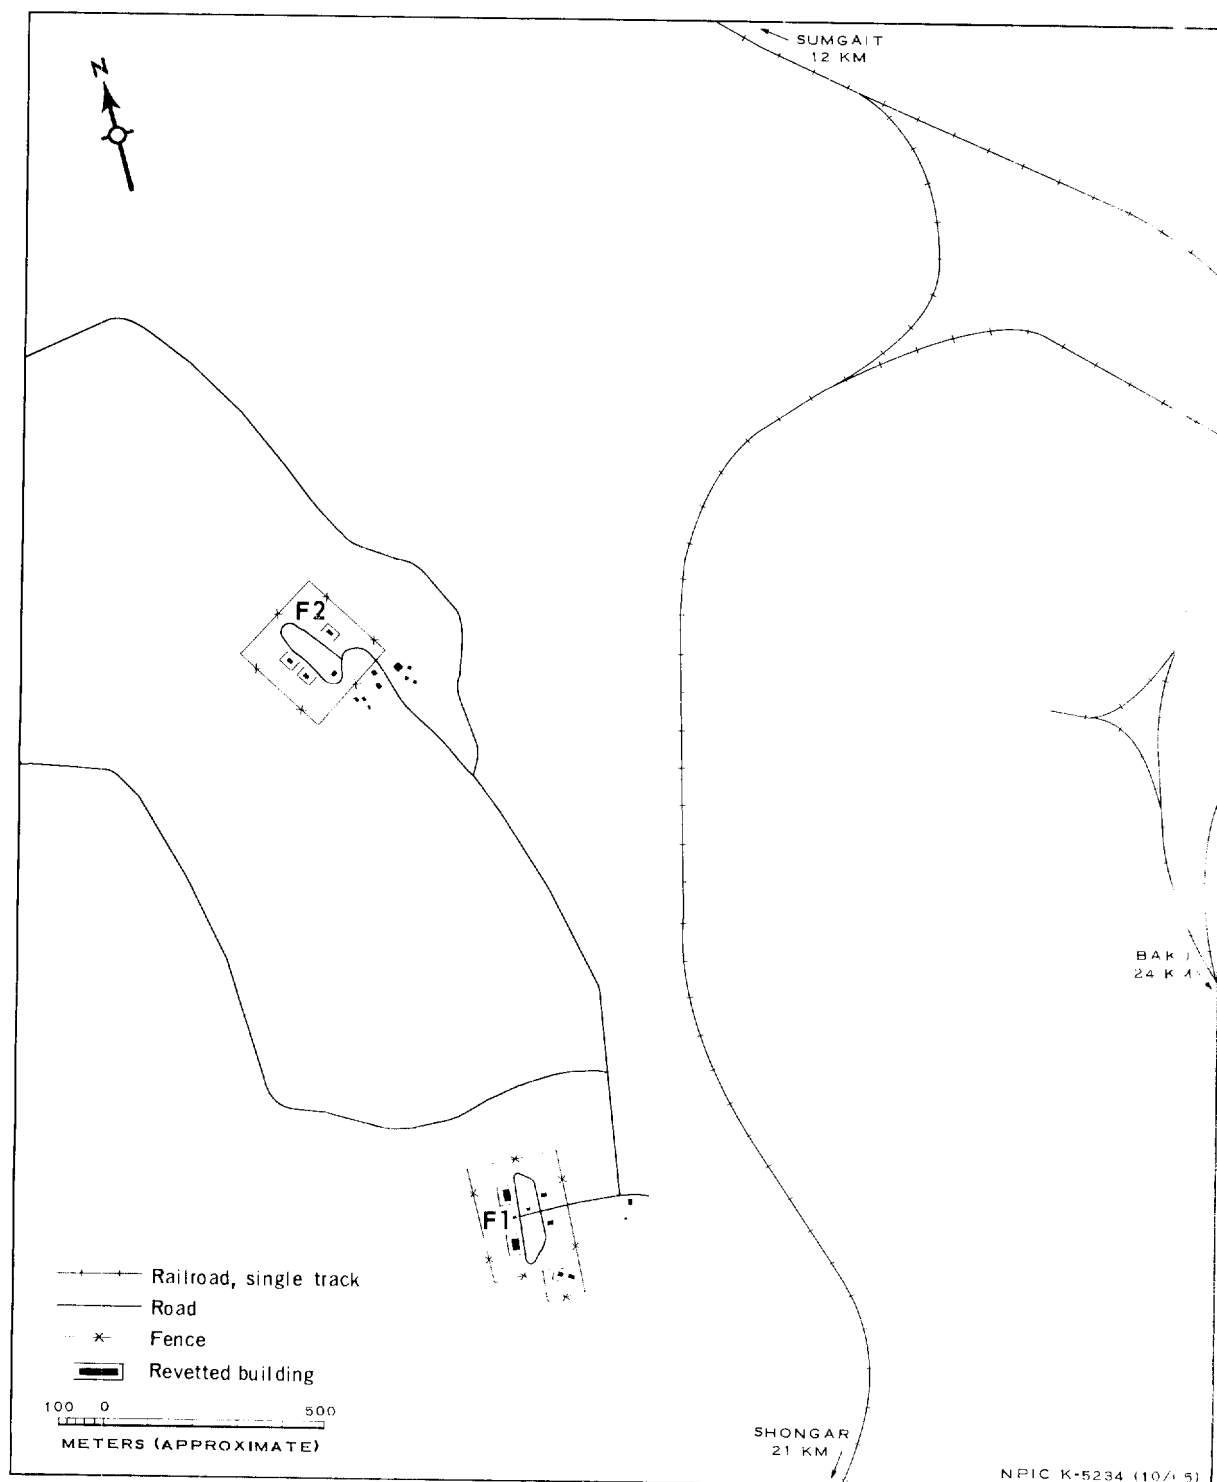 SUMGAIT
12 KM
N
F2
BAK
24 K
F1
Railroad, single track
Road
Fence
Revetted building
100 0 500
METERS (APPROXIMATE)
SHONGAR
21 KM
NPIC K-5234